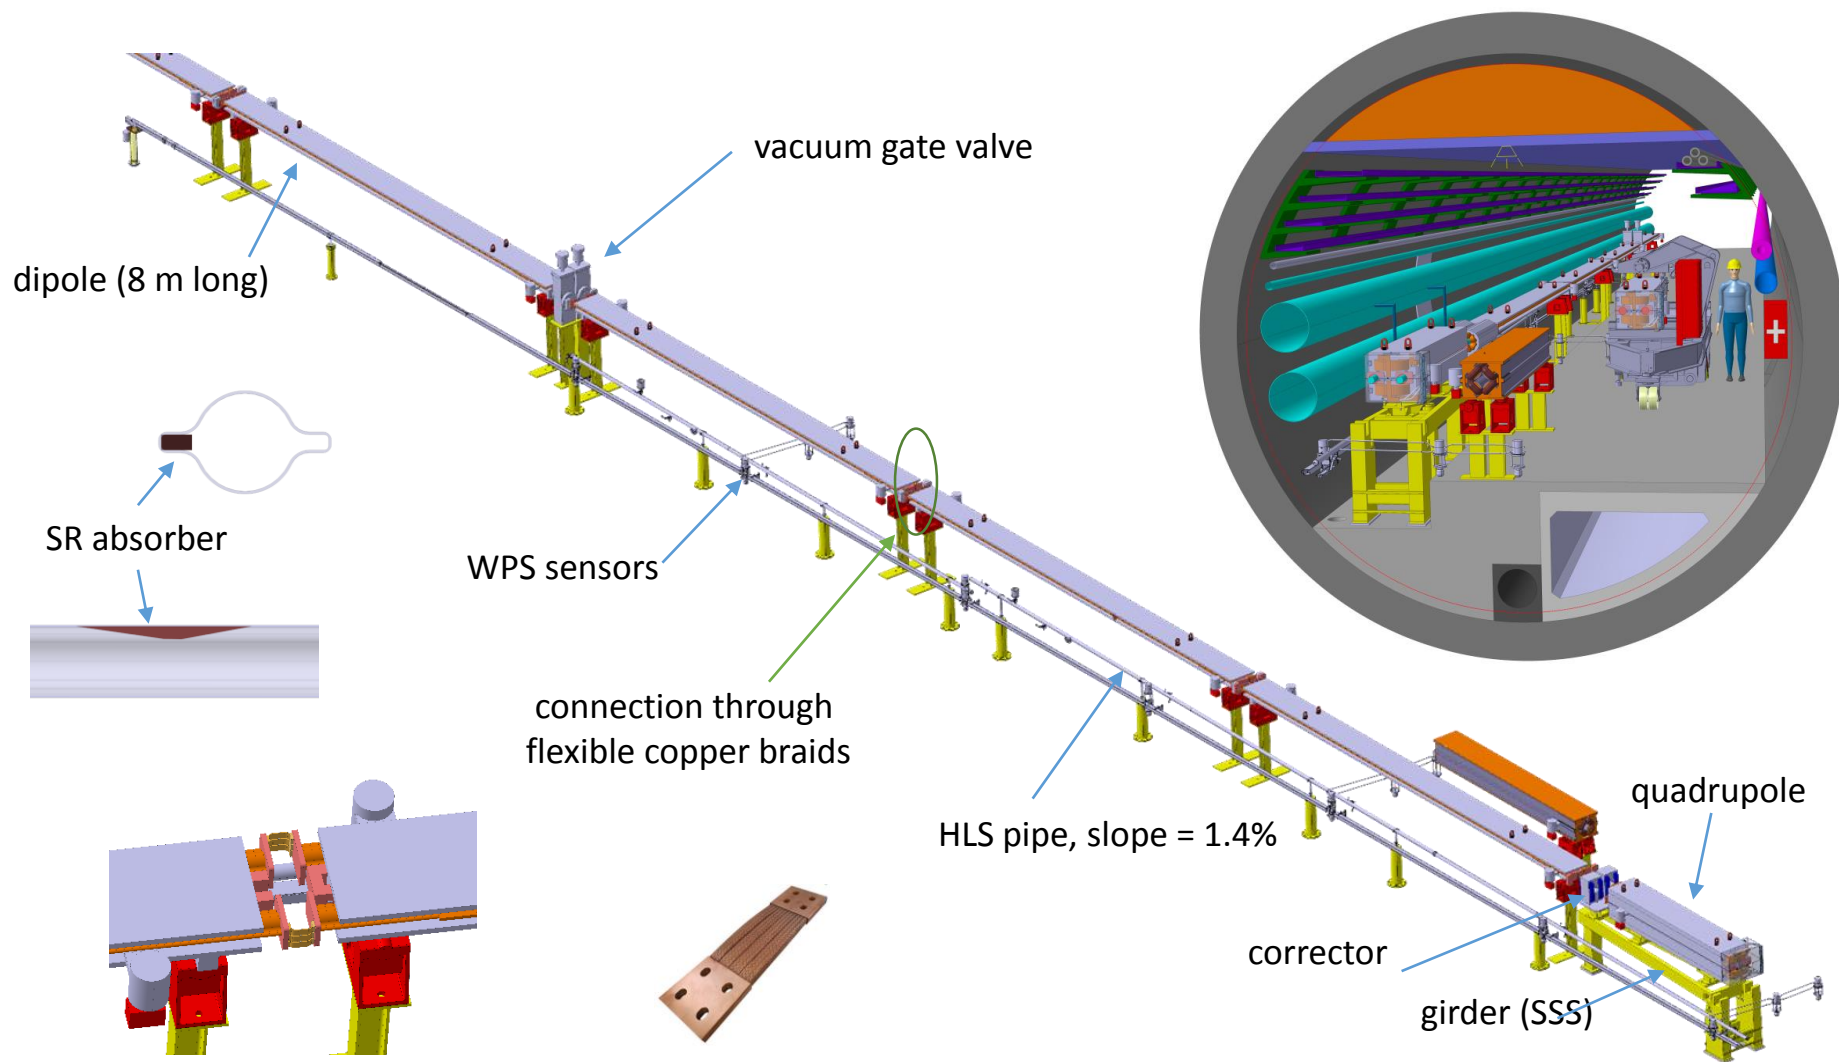 vacuum gate valve
dipole (8 m long)
SR absorber
WPS sensors
connection through
flexible copper braids
HLS pipe, slope = 1.4%
quadrupole
corrector
girder (SSS)